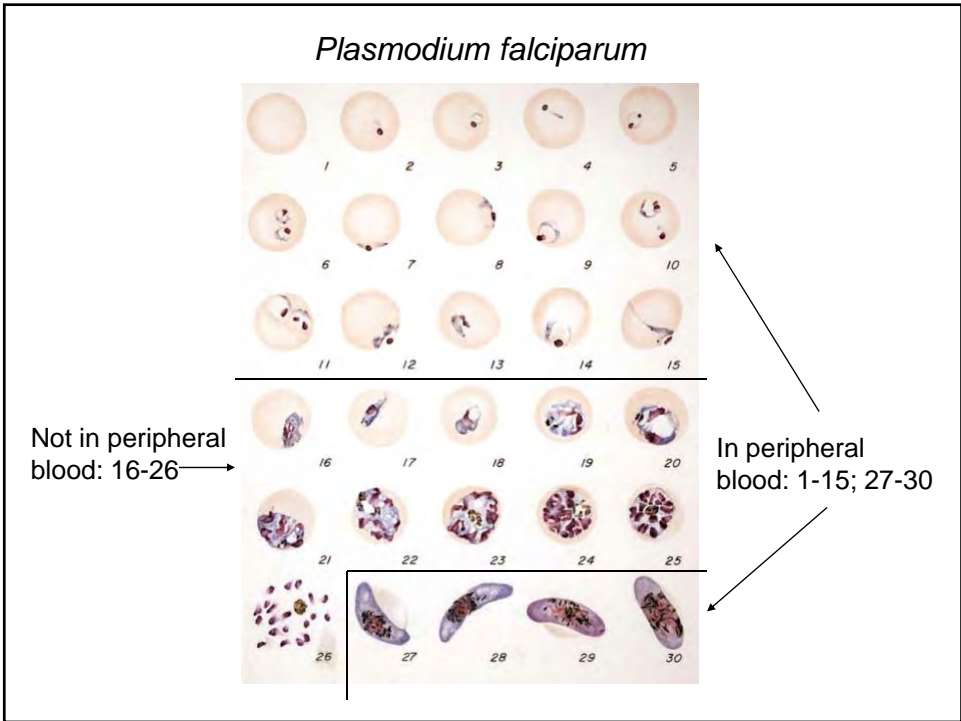 Plasmodium falciparum
1 2 3 4 5
6 7 8 9 10
11 12 13 14 15
Not in peripheral
blood: 16-26
16 17 18 19 20
In peripheral
blood: 1-15; 27-30
21 22 23 24 25
26 27 28 29 30